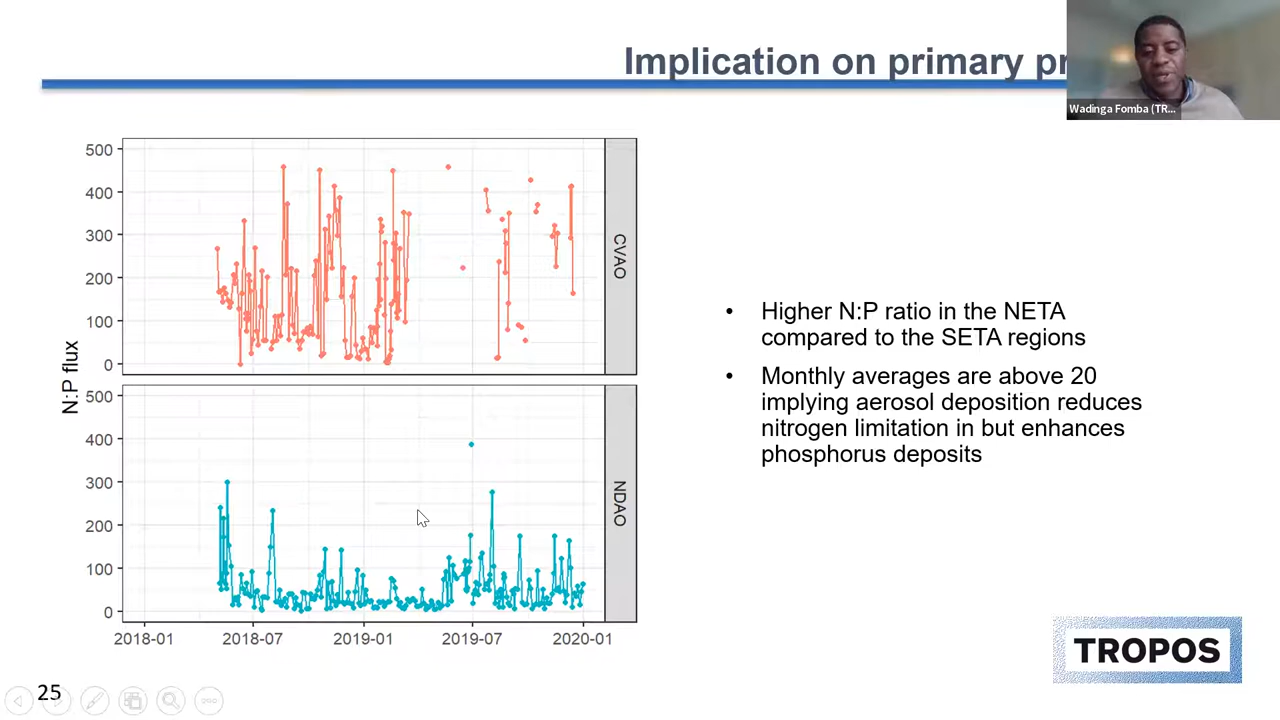 Implication on primary pr
Wadinga Fomba (TR...
500
400
300
200
100
0
CVAO
N:P flux
500
400
300
200
100
0
NDAO
2018-01 2018-07 2019-01 2019-07 2020-01
• Higher N:P ratio in the NETA
compared to the SETA regions
• Monthly averages are above 20
implying aerosol deposition reduces
nitrogen limitation in but enhances
phosphorus deposits
TROPOS
25